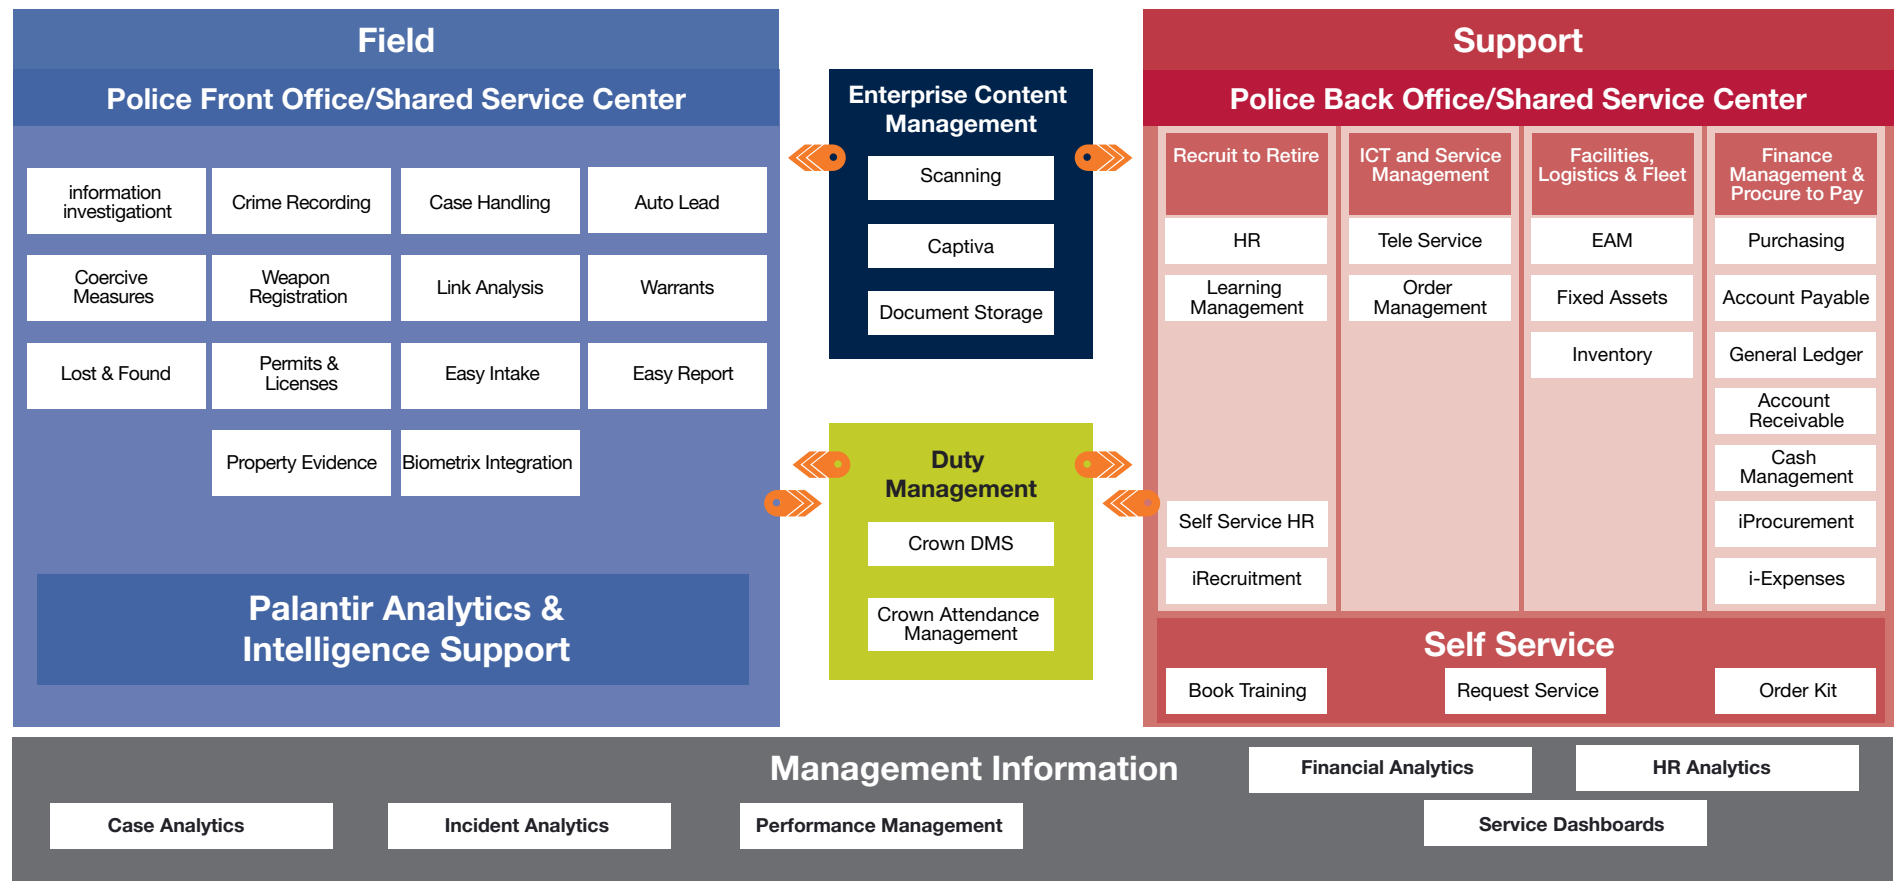 Field
Police Front Office/Shared Service Center
information
investigationt
Crime Recording
Case Handling
Auto Lead
Coercive
Measures
Weapon
Registration
Link Analysis
Warrants
Lost & Found
Permits &
Licenses
Easy Intake
Easy Report
Property Evidence
Biometrix Integration
Palantir Analytics &
Intelligence Support
Enterprise Content
Management
Scanning
Captiva
Document Storage
Duty
Management
Crown DMS
Crown Attendance
Management
Support
Police Back Office/Shared Service Center
Recruit to Retire
HR
Learning
Management
Self Service HR
iRecruitment
ICT and Service
Management
Tele Service
Order
Management
Facilities,
Logistics & Fleet
EAM
Fixed Assets
Inventory
Finance
Management &
Procure to Pay
Purchasing
Account Payable
General Ledger
Account
Receivable
Cash
Management
iProcurement
i-Expenses
Self Service
Book Training
Request Service
Order Kit
Management Information
Financial Analytics
HR Analytics
Case Analytics
Incident Analytics
Performance Management
Service Dashboards